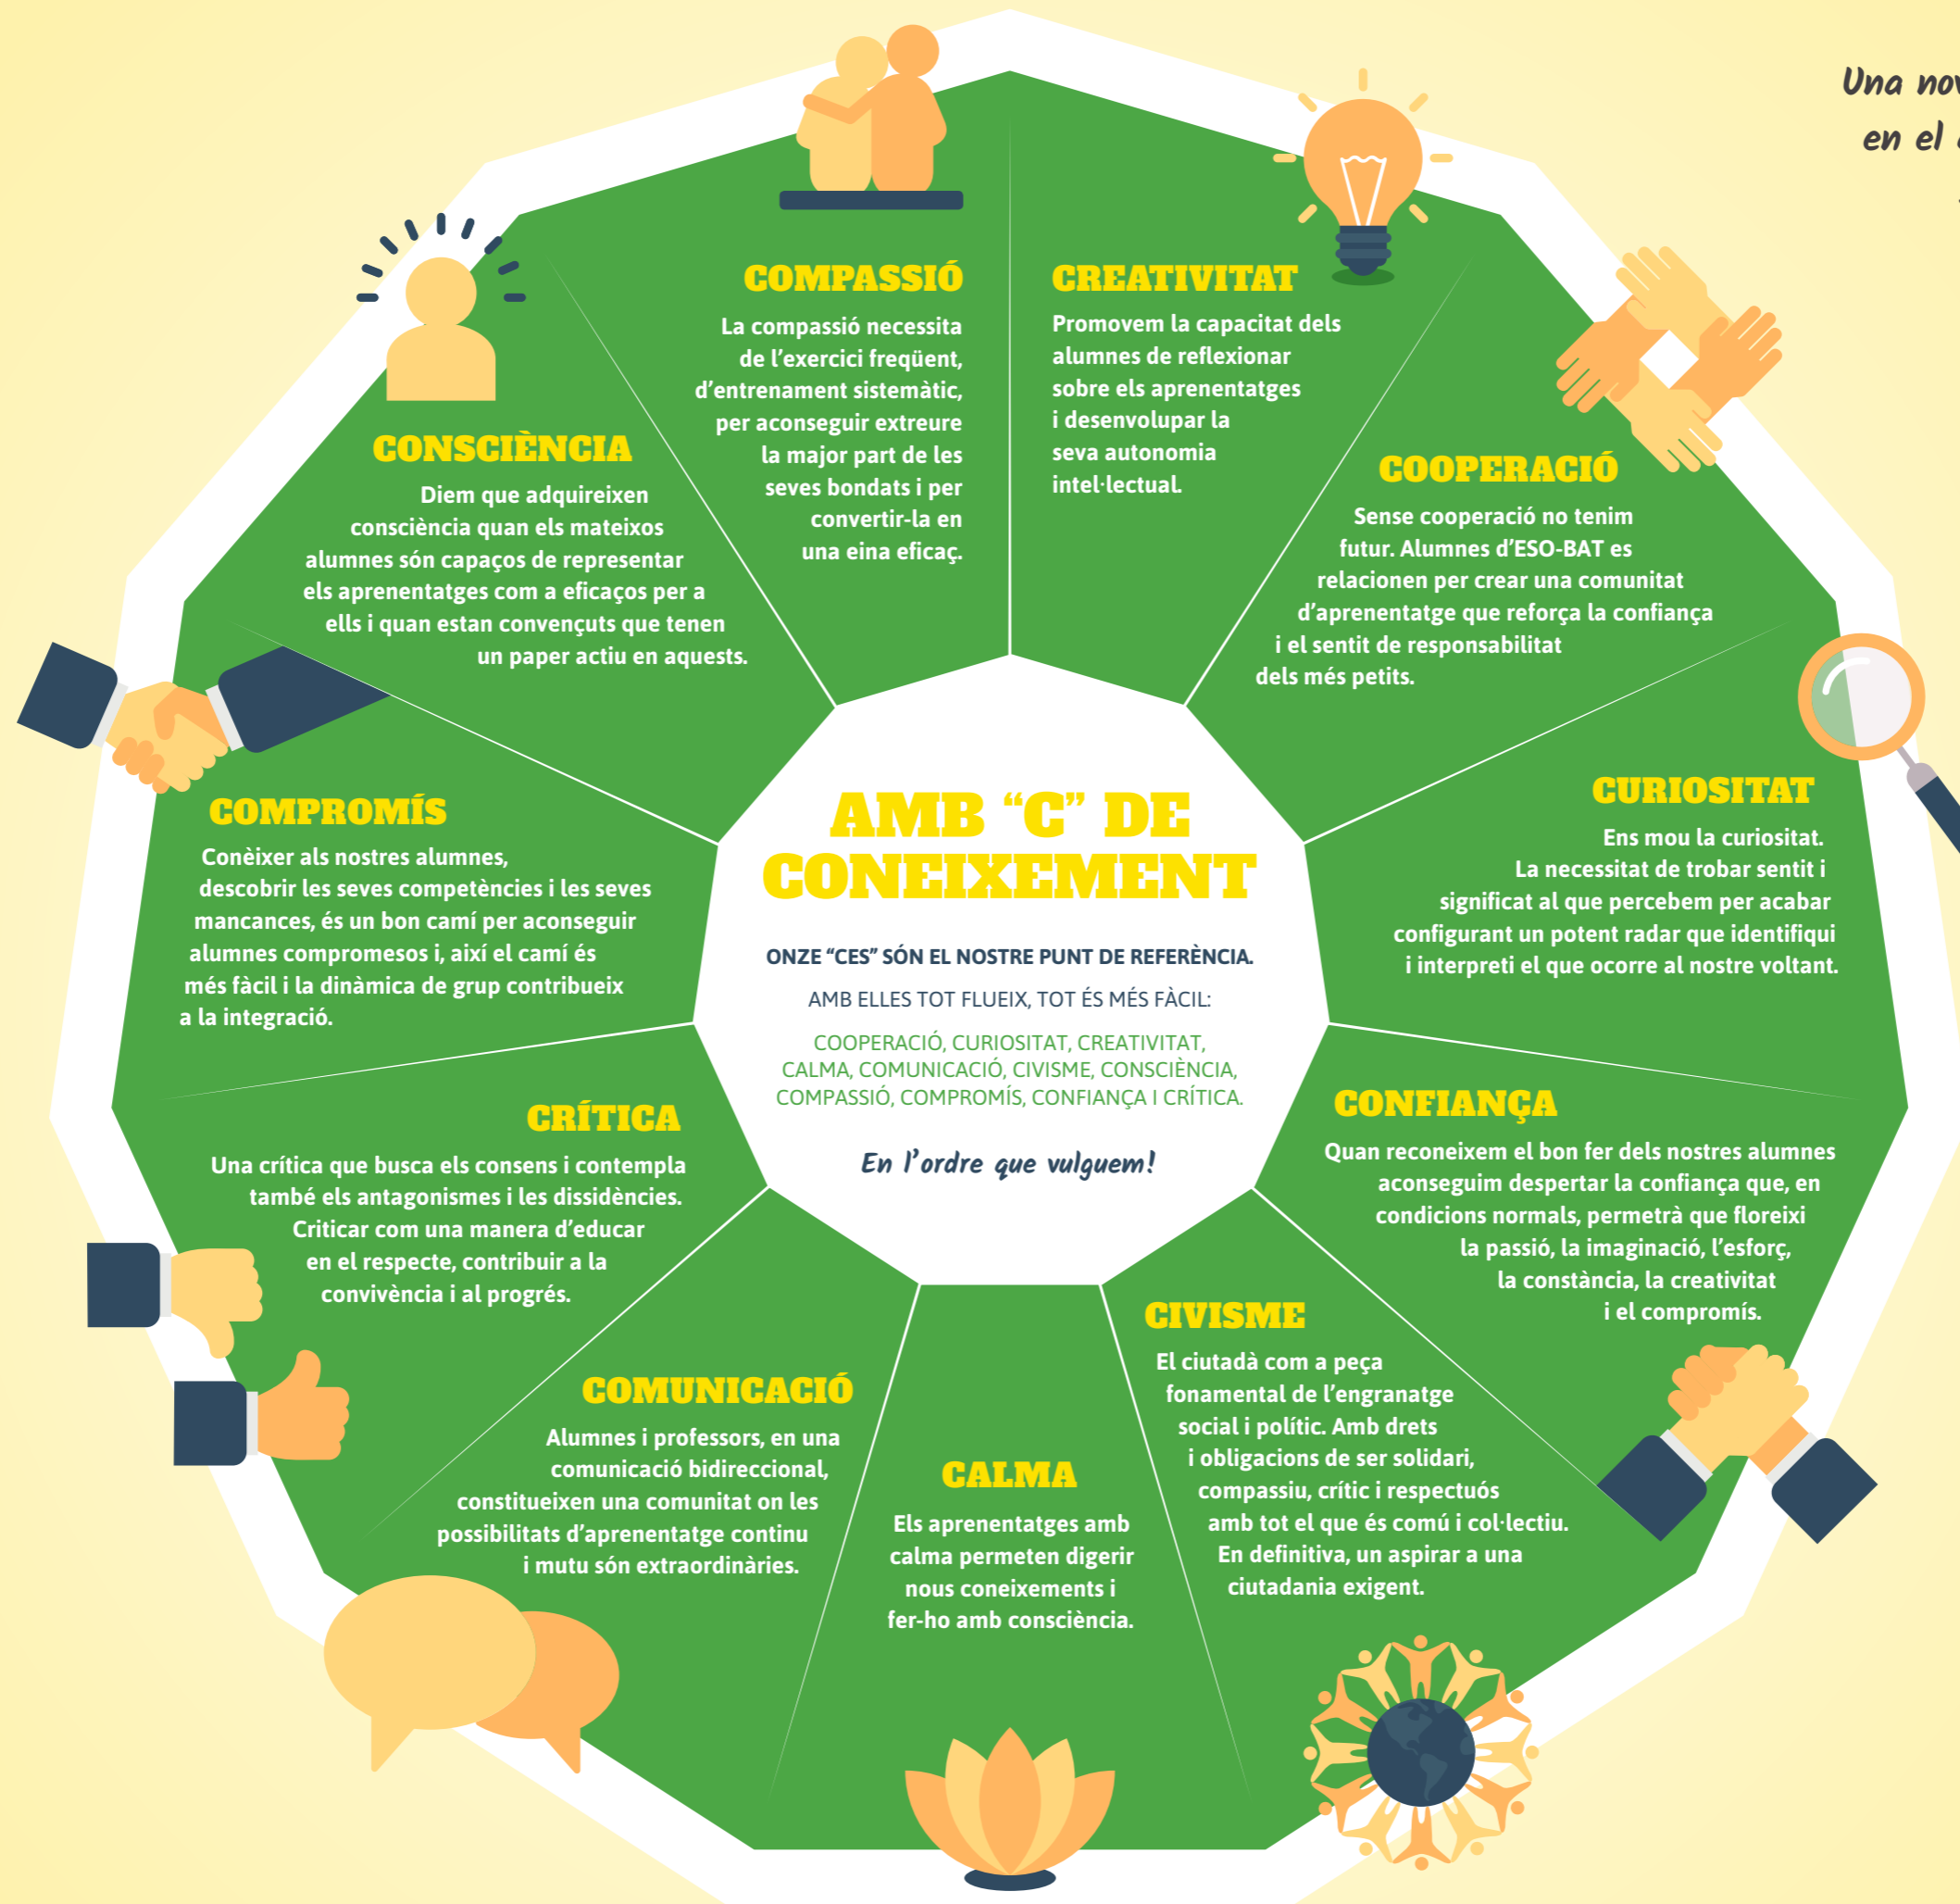 Una
en el
COMPASSIÓ
La compassió necessita
de l’exercici freqüent,
d’entrenament sistemàtic,
per aconseguir extreure
la major part de les
seves bondats i per
convertir-la en
una eina eficaç.
CREATIVITAT
Promovem la capacitat dels
alumnes de reflexionar
sobre els aprenentatges
i desenvolupar la
seva autonomia
intel·lectual.
COOPERACIÓ
Sense cooperació no tenim
futur. Alumnes d’ESO-BAT es
relacionen per crear una comunitat
d’aprenentatge que reforça la confiança
i el sentit de responsabilitat
dels més petits.
CURIOSITAT
Ens mou la curiositat.
La necessitat de trobar sentit i
significat al que percebem per acabar
configurant un potent radar que identifiqui
i interpreti el que ocorre al nostre voltant.
CONFIANÇA
Quan reconeixem el bon fer dels nostres alumnes
aconseguim despertar la confiança que, en
condicions normals, permetrà que floreixi
la passió, la imaginació, l’esforç,
la constància, la creativitat
i el compromís.
CIVISME
El ciutadà com a peça
fonamental de l’engranatge
social i polític. Amb drets
i obligacions de ser solidari,
compassiu, crític i respectuós
amb tot el que és comú i col·lectiu.
En definitiva, un aspirar a una
ciutadania exigent.
CALMA
Els aprenentatges amb
calma permeten digerir
nous coneixements i
fer-ho amb consciència.
COMUNICACIÓ
Alumnes i professors, en una
comunicació bidireccional,
constitueixen una comunitat on les
possibilitats d’aprenentatge continu
i mutu són extraordinàries.
CRÍTICA
Una crítica que busca els consens i contempla
també els antagonismes i les dissidències.
Criticar com una manera d’educar
en el respecte, contribuir a la
convivència i al progrés.
COMPROMÍS
Conèixer als nostres alumnes,
descobrir les seves competències i les seves
mancances, és un bon camí per aconseguir
alumnes compromesos i, així el camí és
més fàcil i la dinàmica de grup contribueix
a la integració.
CONSCIÈNCIA
Diem que adquireixen
consciència quan els mateixos
alumnes són capaços de representar
els aprenentatges com a eficaços per a
ells i quan estan convençuts que tenen
un paper actiu en aquests.
AMB “C” DE
CONEIXEMENT
ONZE “CES” SÓN EL NOSTRE PUNT DE REFERÈNCIA.
AMB ELLES TOT FLUEIX, TOT ÉS MÉS FÀCIL:
COOPERACIÓ, CURIOSITAT, CREATIVITAT,
CALMA, COMUNICACIÓ, CIVISME, CONSCIÈNCIA,
COMPASSIÓ, COMPROMÍS, CONFIANÇA I CRÍTICA.
En l’ordre que vulguem!